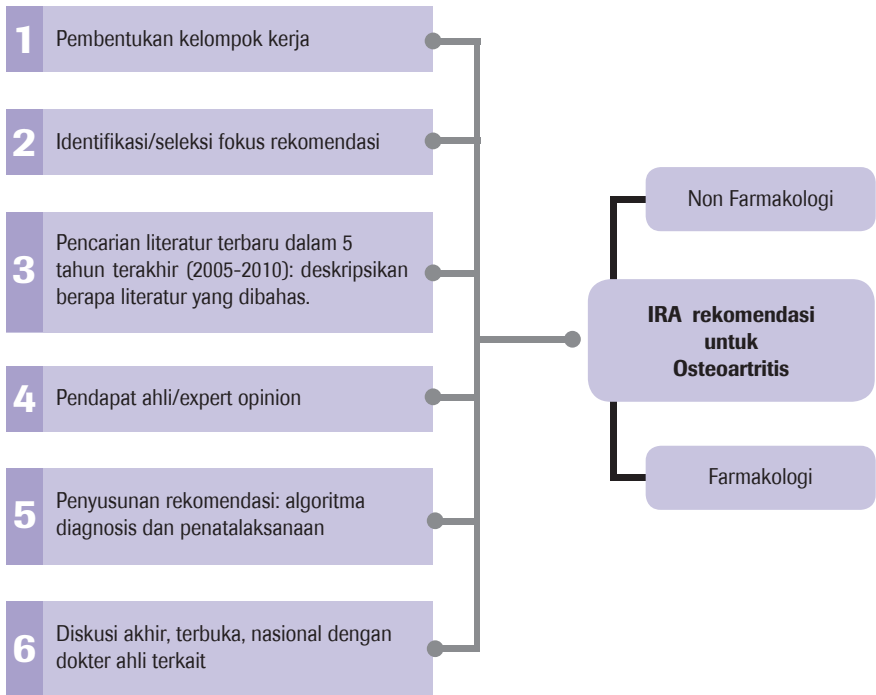 1
Pembentukan kelompok kerja
2
Identifikasi/seleksi fokus rekomendasi
3
Pencarian literatur terbaru dalam 5
tahun terakhir (2005-2010): deskripsikan
berapa literatur yang dibahas.
4
Pendapat ahli/expert opinion
5
Penyusunan rekomendasi: algoritma
diagnosis dan penatalaksanaan
6
Diskusi akhir, terbuka, nasional dengan
dokter ahli terkait
Non Farmakologi
IRA rekomendasi
untuk
Osteoartritis
Farmakologi